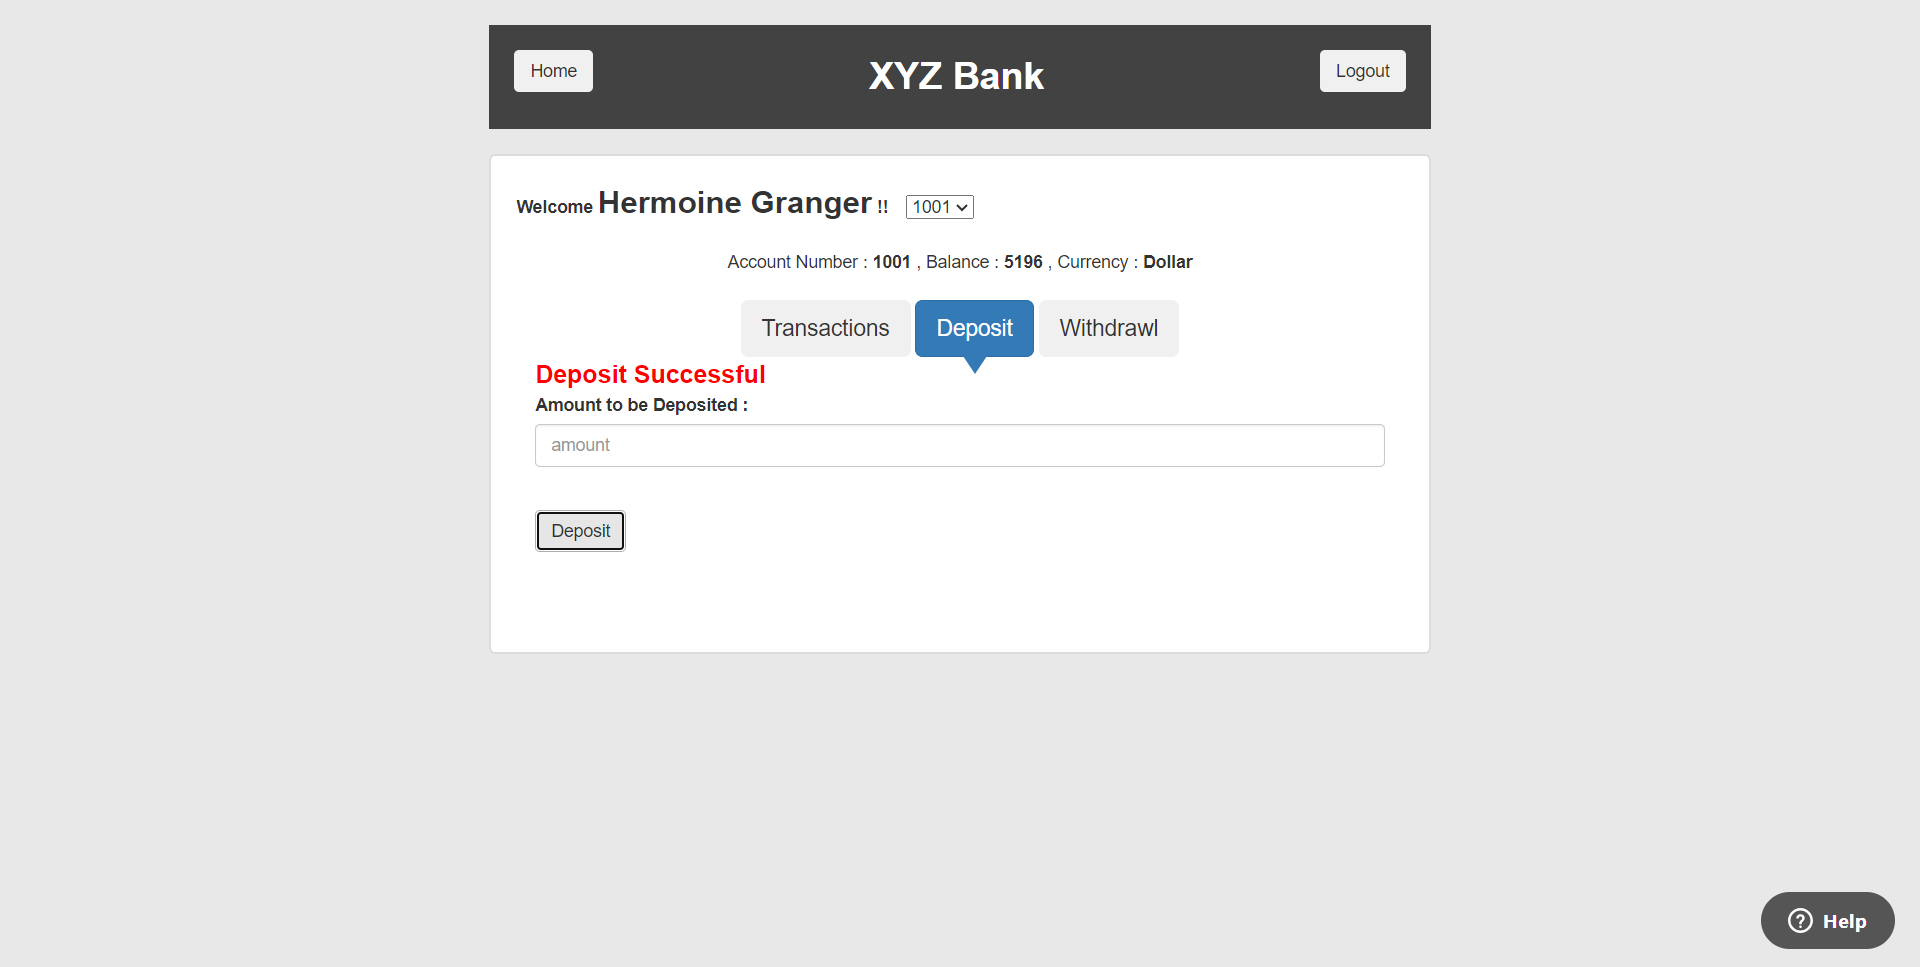 Home
XYZ Bank
Logout
Welcome Hermoine Granger !! 1001
Account Number : 1001 , Balance : 5196 , Currency : Dollar
Transactions
Deposit
Withdrawl
Deposit Successful
Amount to be Deposited :
amount
Deposit
? Help